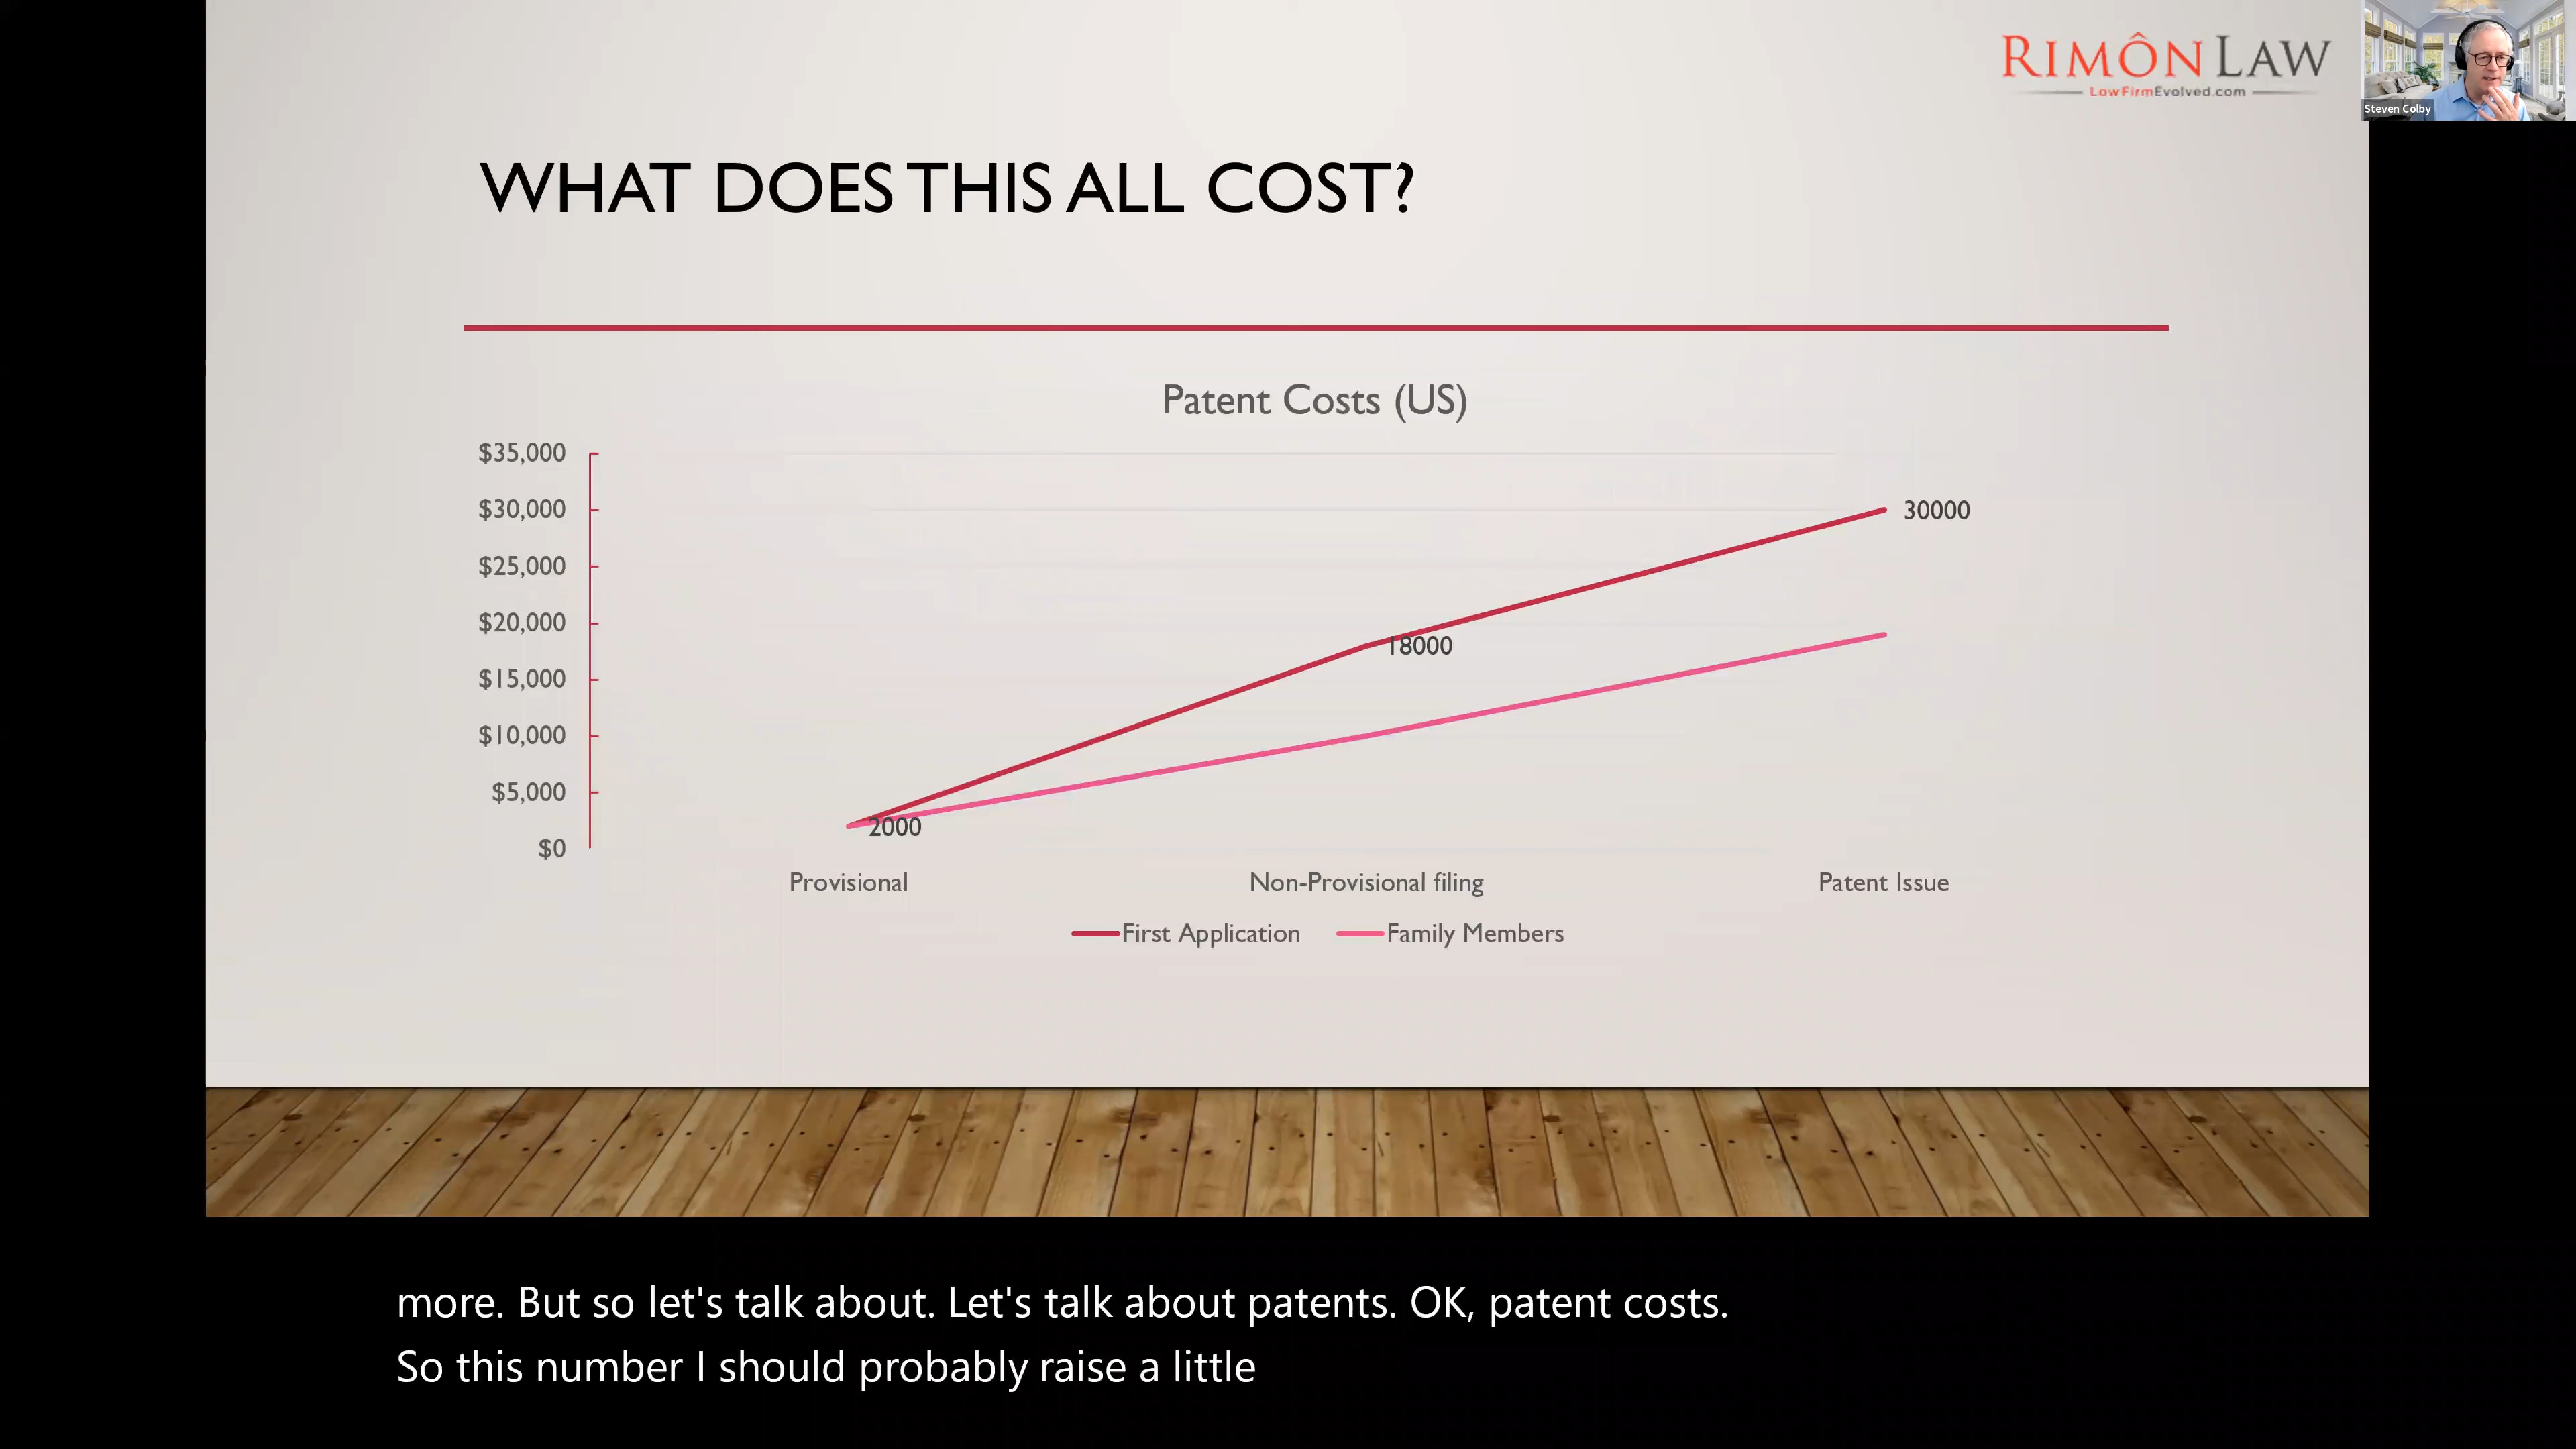 RIMÔN LAW
LawFirmEvolved.com
Steven Colby
WHAT DOES THIS ALL COST?
Patent Costs (US)
$35,000
$30,000
$25,000
$20,000
$15,000
$10,000
$5,000
$0
30000
18000
2000
Provisional
Non-Provisional filing
Patent Issue
First Application
Family Members
more. But so let's talk about. Let's talk about patents. OK, patent costs.
So this number I should probably raise a little